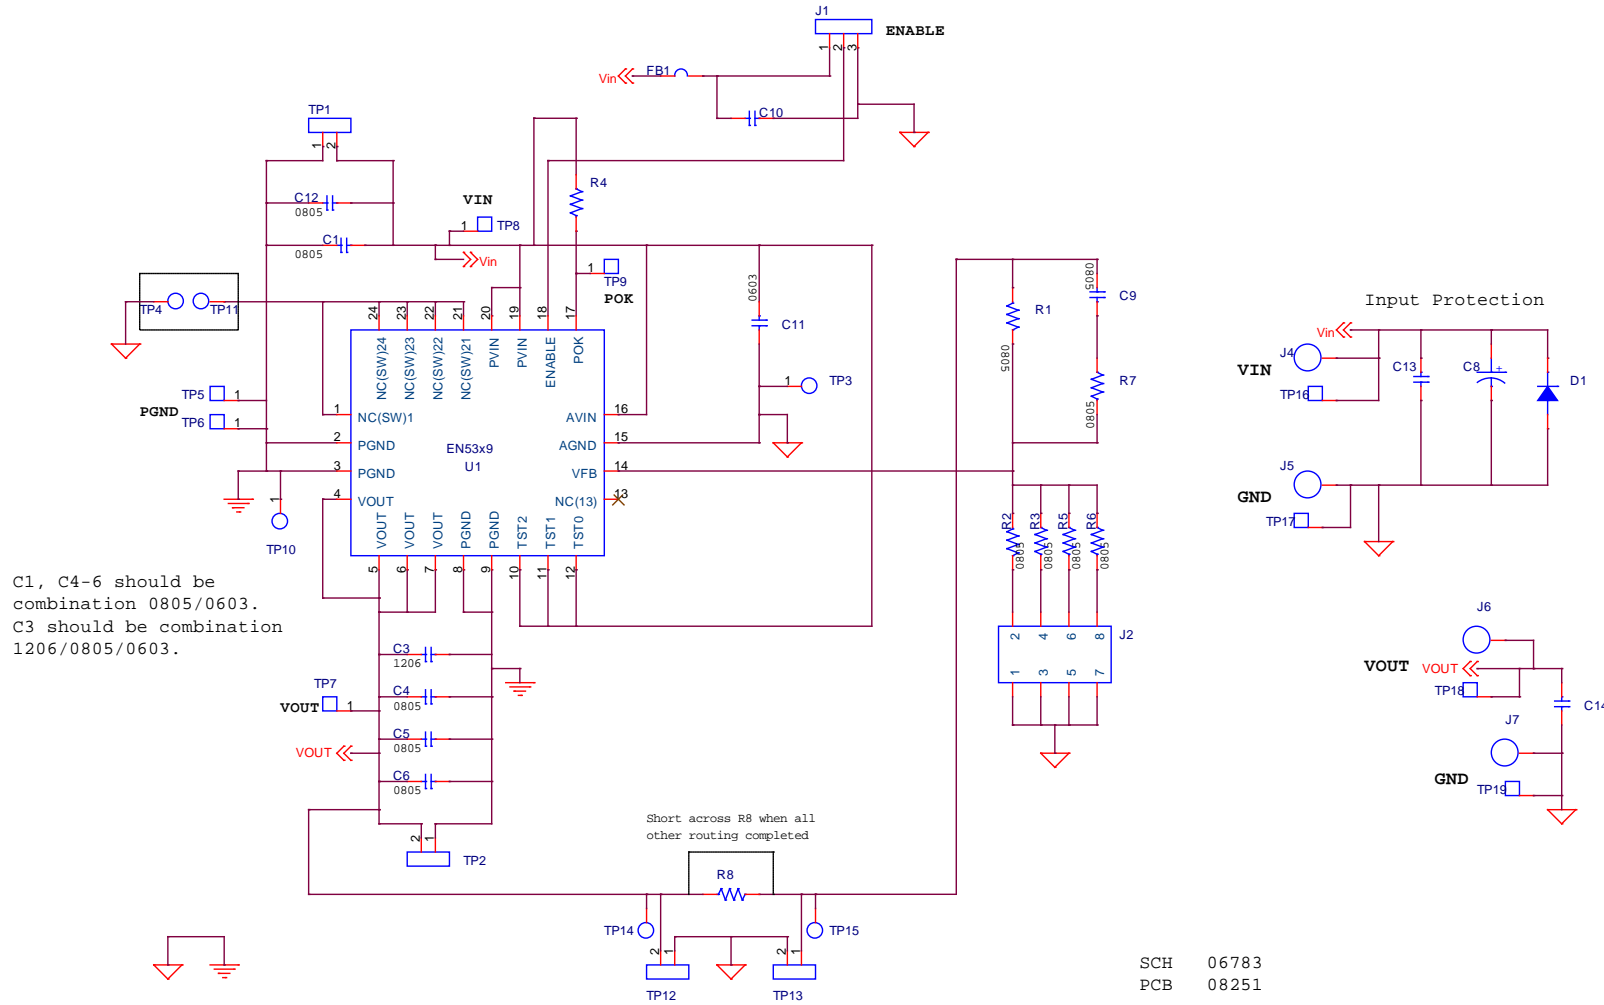 J1
ENABLE
1
2
3
Vin
FB1
C10
TP1
1
2
R4
C12
0805
VIN
1
TP8
C1
0805
Vin
1
TP9
POK
0603
C11
0805
C9
R1
0805
R7
0805
Input Protection
Vin
J4
VIN
TP16
C13
C8
+
D1
J5
GND
TP17
TP4
TP11
24
23
22
21
20
19
18
17
NC(SW)24
NC(SW)23
NC(SW)22
NC(SW)21
PVIN
PVIN
ENABLE
POK
1
TP3
TP5
1
PGND
TP6
1
1
NC(SW)1
AVIN
16
2
PGND
AGND
15
EN53x9
U1
3
PGND
VFB
14
4
VOUT
NC(13)
13
VOUT
VOUT
VOUT
PGND
PGND
TST2
TST1
TST0
5
6
7
8
9
10
11
12
1
TP10
R2
0805
R3
0805
R5
0805
R6
0805
2
4
6
8
J2
1
3
5
7
C1, C4-6 should be
combination 0805/0603.
C3 should be combination
1206/0805/0603.
C3
1206
C4
0805
TP7
VOUT
1
C5
0805
VOUT
C6
0805
2
1
TP2
J6
VOUT
VOUT
TP18
C14
J7
GND
TP19
Short across R8 when all
other routing completed
R8
TP14
TP15
2
1
2
1
TP12
TP13
SCH 06783
PCB 08251